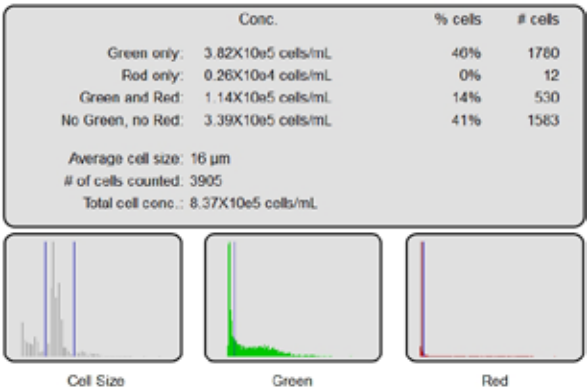 Conc. % cells # cells
Green only: 3.82X10e5 cells/mL 46% 1780
Red only: 0.26X10e4 cells/mL 0% 12
Green and Red: 1.14X10e5 cells/mL 14% 530
No Green, no Red: 3.39X10e5 cells/mL 41% 1583
Average cell size: 16 µm
# of cells counted: 3905
Total cell conc.: 8.37X10e5 cells/mL
Cell Size Green Red